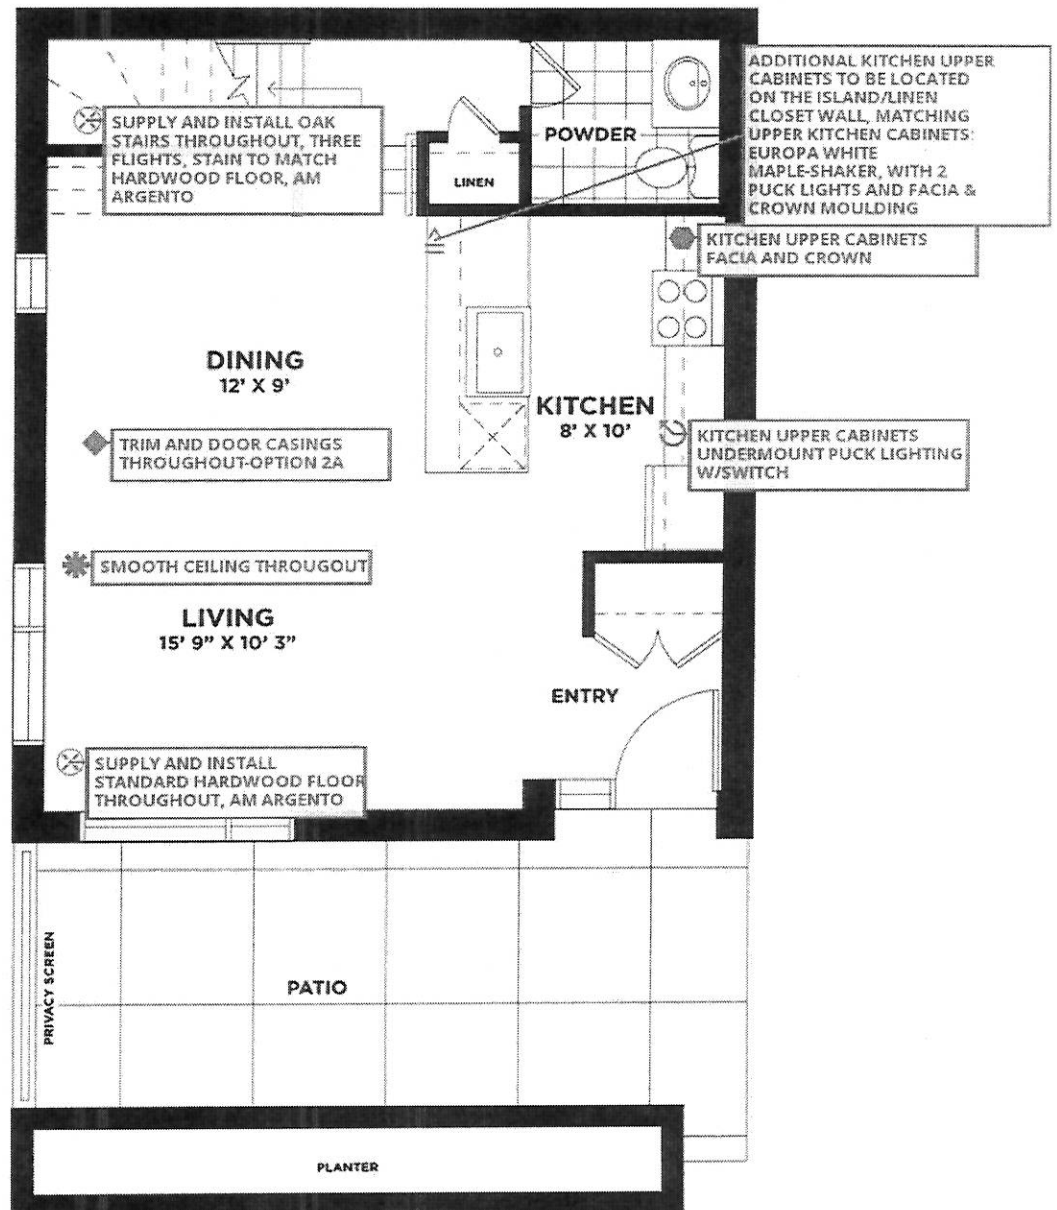 ADDITIONAL KITCHEN UPPER
CABINETS TO BE LOCATED
ON THE ISLAND/LINEN
CLOSET WALL, MATCHING
UPPER KITCHEN CABINETS:
EUROPA WHITE
MAPLE-SHAKER, WITH 2
PUCK LIGHTS AND FACIA &
CROWN MOULDING
SUPPLY AND INSTALL OAK
STAIRS THROUGHOUT, THREE
FLIGHTS, STAIN TO MATCH
HARDWOOD FLOOR, AM
ARGENTO
POWDER
LINEN
KITCHEN UPPER CABINETS
FACIA AND CROWN
DINING
12' X 9'
KITCHEN
8' X 10'
TRIM AND DOOR CASINGS
THROUGHOUT-OPTION 2A
KITCHEN UPPER CABINETS
UNDERMOUNT PUCK LIGHTING
W/SWITCH
SMOOTH CEILING THROUGOUT
LIVING
15' 9" X 10' 3"
ENTRY
SUPPLY AND INSTALL
STANDARD HARDWOOD FLOOR
THROUGHOUT, AM ARGENTO
PRIVACY SCREEN
PATIO
PLANTER